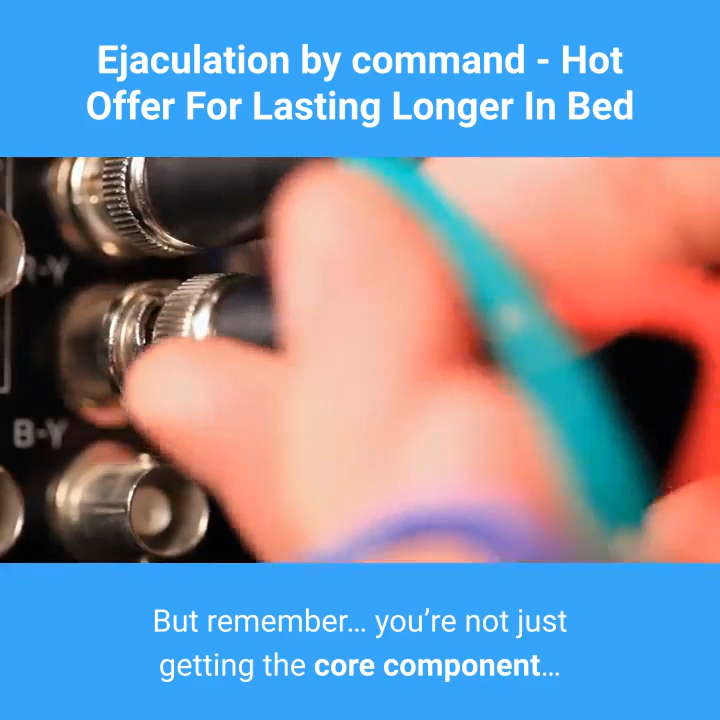 Ejaculation by command - Hot
Offer For Lasting Longer In Bed
R-Y
B-Y
But remember... you’re not just
getting the core component...